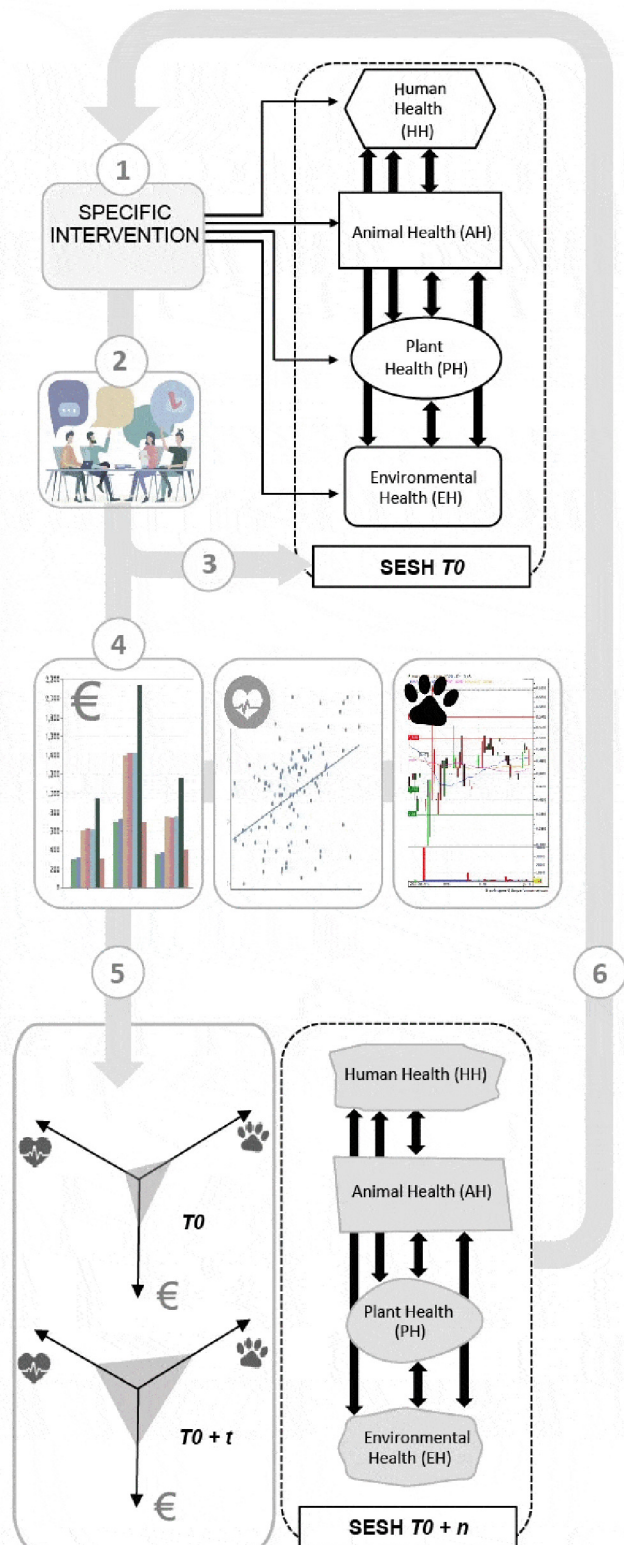 1
SPECIFIC
INTERVENTION
Human
Health
(HH)
Animal Health (AH)
Plant
Health (PH)
Environmental
Health (EH)
SESH T0
2
3
4
€
5
6
T0
€
T0 + t
€
Human Health (HH)
Animal Health (AH)
Plant Health
(PH)
Environmental
Health (EH)
SESH T0 + n